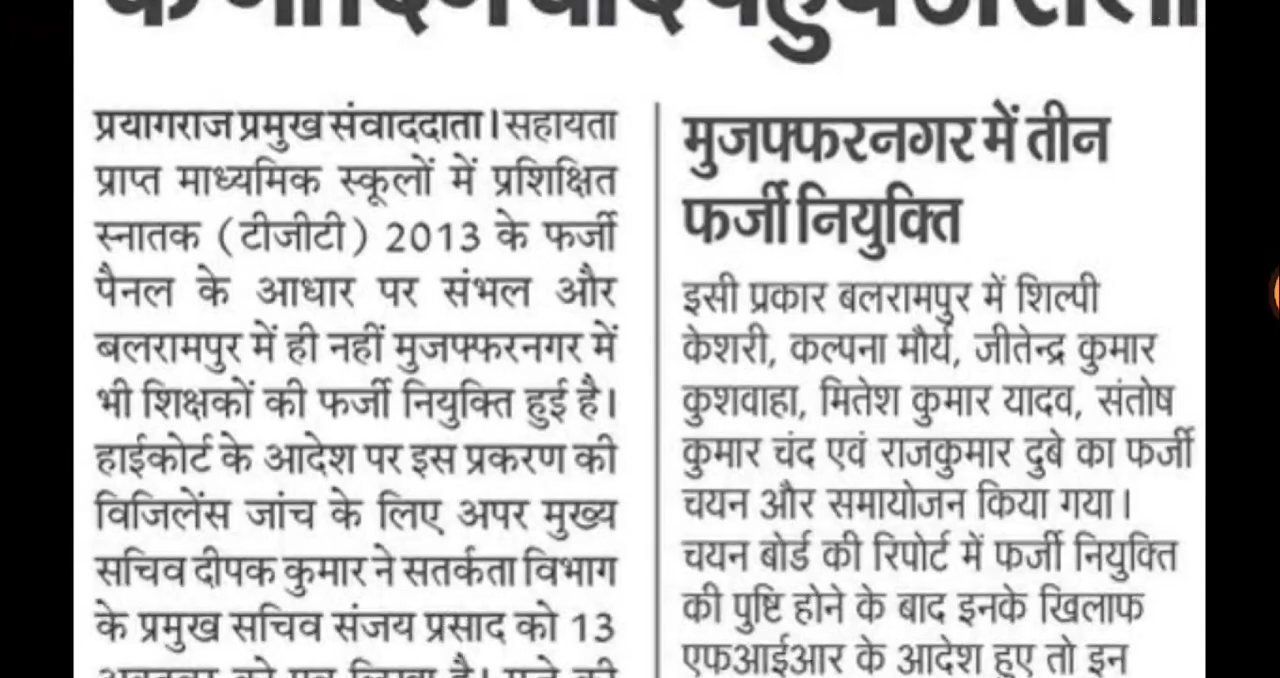 प्रयागराज प्रमुख संवाददाता। सहायता
प्राप्त माध्यमिक स्कूलों में प्रशिक्षित
स्नातक (टीजीटी) 2013 के फर्जी
पैनल के आधार पर संभल और
बलरामपुर में ही नहीं मुजफ्फरनगर में
भी शिक्षकों की फर्जी नियुक्ति हुई है।
हाईकोर्ट के आदेश पर इस प्रकरण की
विजिलेंस जांच के लिए अपर मुख्य
सचिव दीपक कुमार ने सतर्कता विभाग
के प्रमुख सचिव संजय प्रसाद को 13
मुजफ्फरनगर में तीन
फर्जी नियुक्ति
इसी प्रकार बलरामपुर में शिल्पी
केशरी, कल्पना मौर्य, जीतेन्द्र कुमार
कुशवाहा, मितेश कुमार यादव, संतोष
कुमार चंद एवं राजकुमार दुबे का फर्जी
चयन और समायोजन किया गया।
चयन बोर्ड की रिपोर्ट में फर्जी नियुक्ति
की पुष्टि होने के बाद इनके खिलाफ
एफआईआर के आदेश हुए तो इन